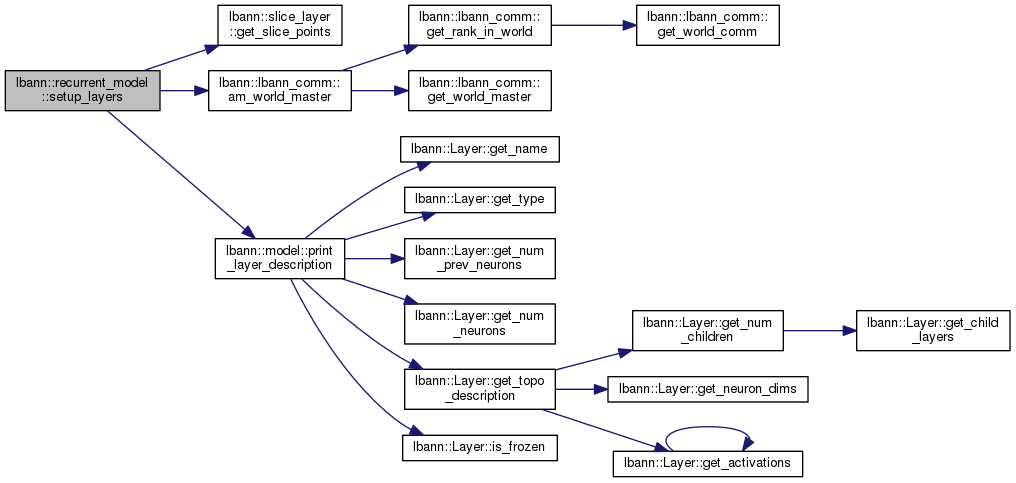 lbann::recurrent_model
::setup_layers
lbann::slice_layer
::get_slice_points
lbann::lbann_comm::
am_world_master
lbann::lbann_comm::
get_rank_in_world
lbann::lbann_comm::
get_world_comm
lbann::lbann_comm::
get_world_master
lbann::model::print
_layer_description
lbann::Layer::get_name
lbann::Layer::get_type
lbann::Layer::get_num
_prev_neurons
lbann::Layer::get_num
_neurons
lbann::Layer::get_topo
_description
lbann::Layer::is_frozen
lbann::Layer::get_num
_children
lbann::Layer::get_child
_layers
lbann::Layer::get_neuron_dims
lbann::Layer::get_activations